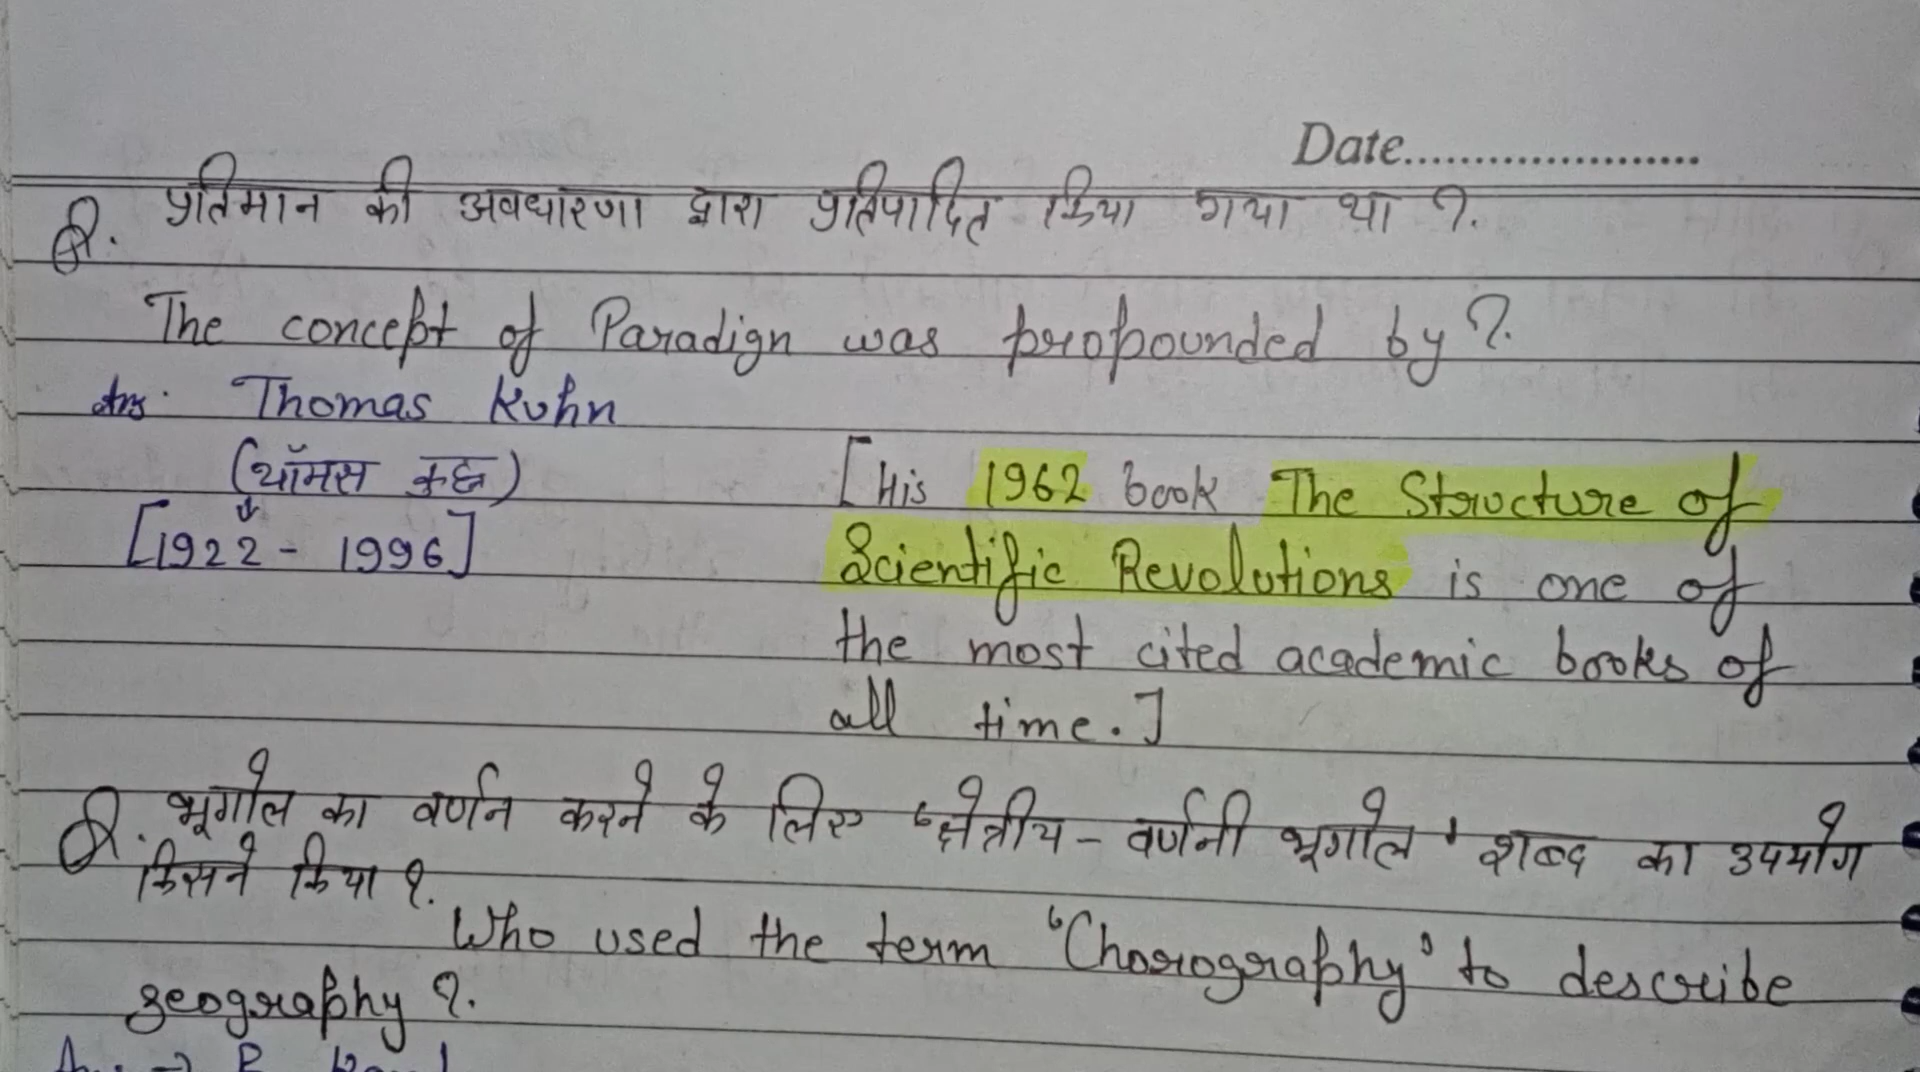 Date......................
Q. प्रतिमान की अवधारणा द्वारा प्रतिपादित किया गया था ?.
The concept of Paradign was propounded by ?.
Ans. Thomas Kuhn
(थॉमस कुह्न)
[1922 - 1996]
[His 1962 book The Structure of
Scientific Revolutions is one of
the most cited academic books of
all time.]
Q. भूगोल का वर्णन करने के लिए 'क्षेत्रीय - वर्णनी भूगोल' शब्द का उपयोग
किसने किया ?.
Who used the term 'Chorography' to describe
geography ?.